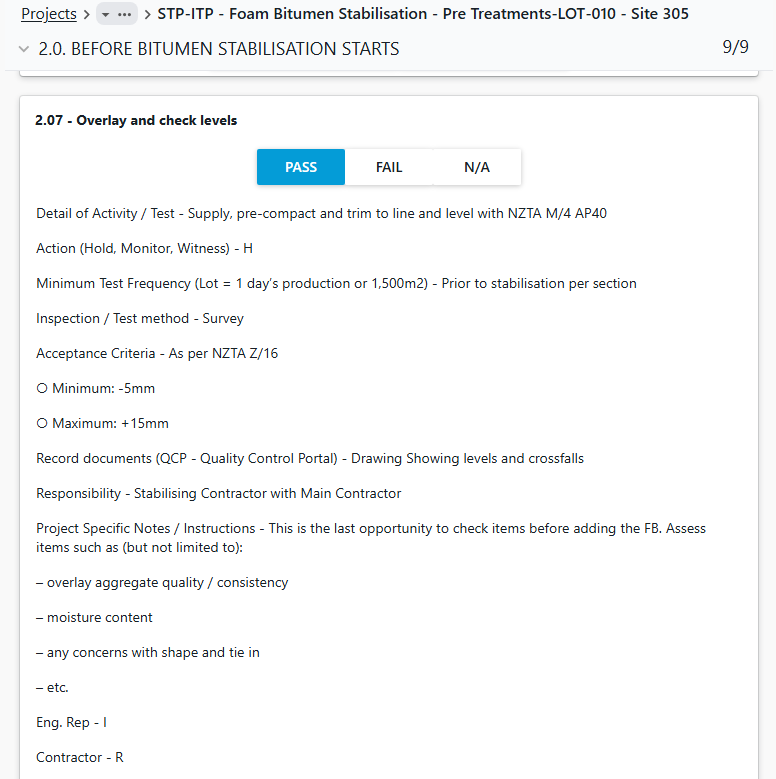 Projects > ... > STP-ITP - Foam Bitumen Stabilisation - Pre Treatments-LOT-010 - Site 305
2.0. BEFORE BITUMEN STABILISATION STARTS 9/9
2.07 - Overlay and check levels
PASS FAIL N/A
Detail of Activity / Test - Supply, pre-compact and trim to line and level with NZTA M/4 AP40
Action (Hold, Monitor, Witness) - H
Minimum Test Frequency (Lot = 1 day's production or 1,500m2) - Prior to stabilisation per section
Inspection / Test method - Survey
Acceptance Criteria - As per NZTA Z/16
O Minimum: -5mm
O Maximum: +15mm
Record documents (QCP - Quality Control Portal) - Drawing Showing levels and crossfalls
Responsibility - Stabilising Contractor with Main Contractor
Project Specific Notes / Instructions - This is the last opportunity to check items before adding the FB. Assess
items such as (but not limited to):
– overlay aggregate quality / consistency
– moisture content
– any concerns with shape and tie in
– etc.
Eng. Rep - I
Contractor - R